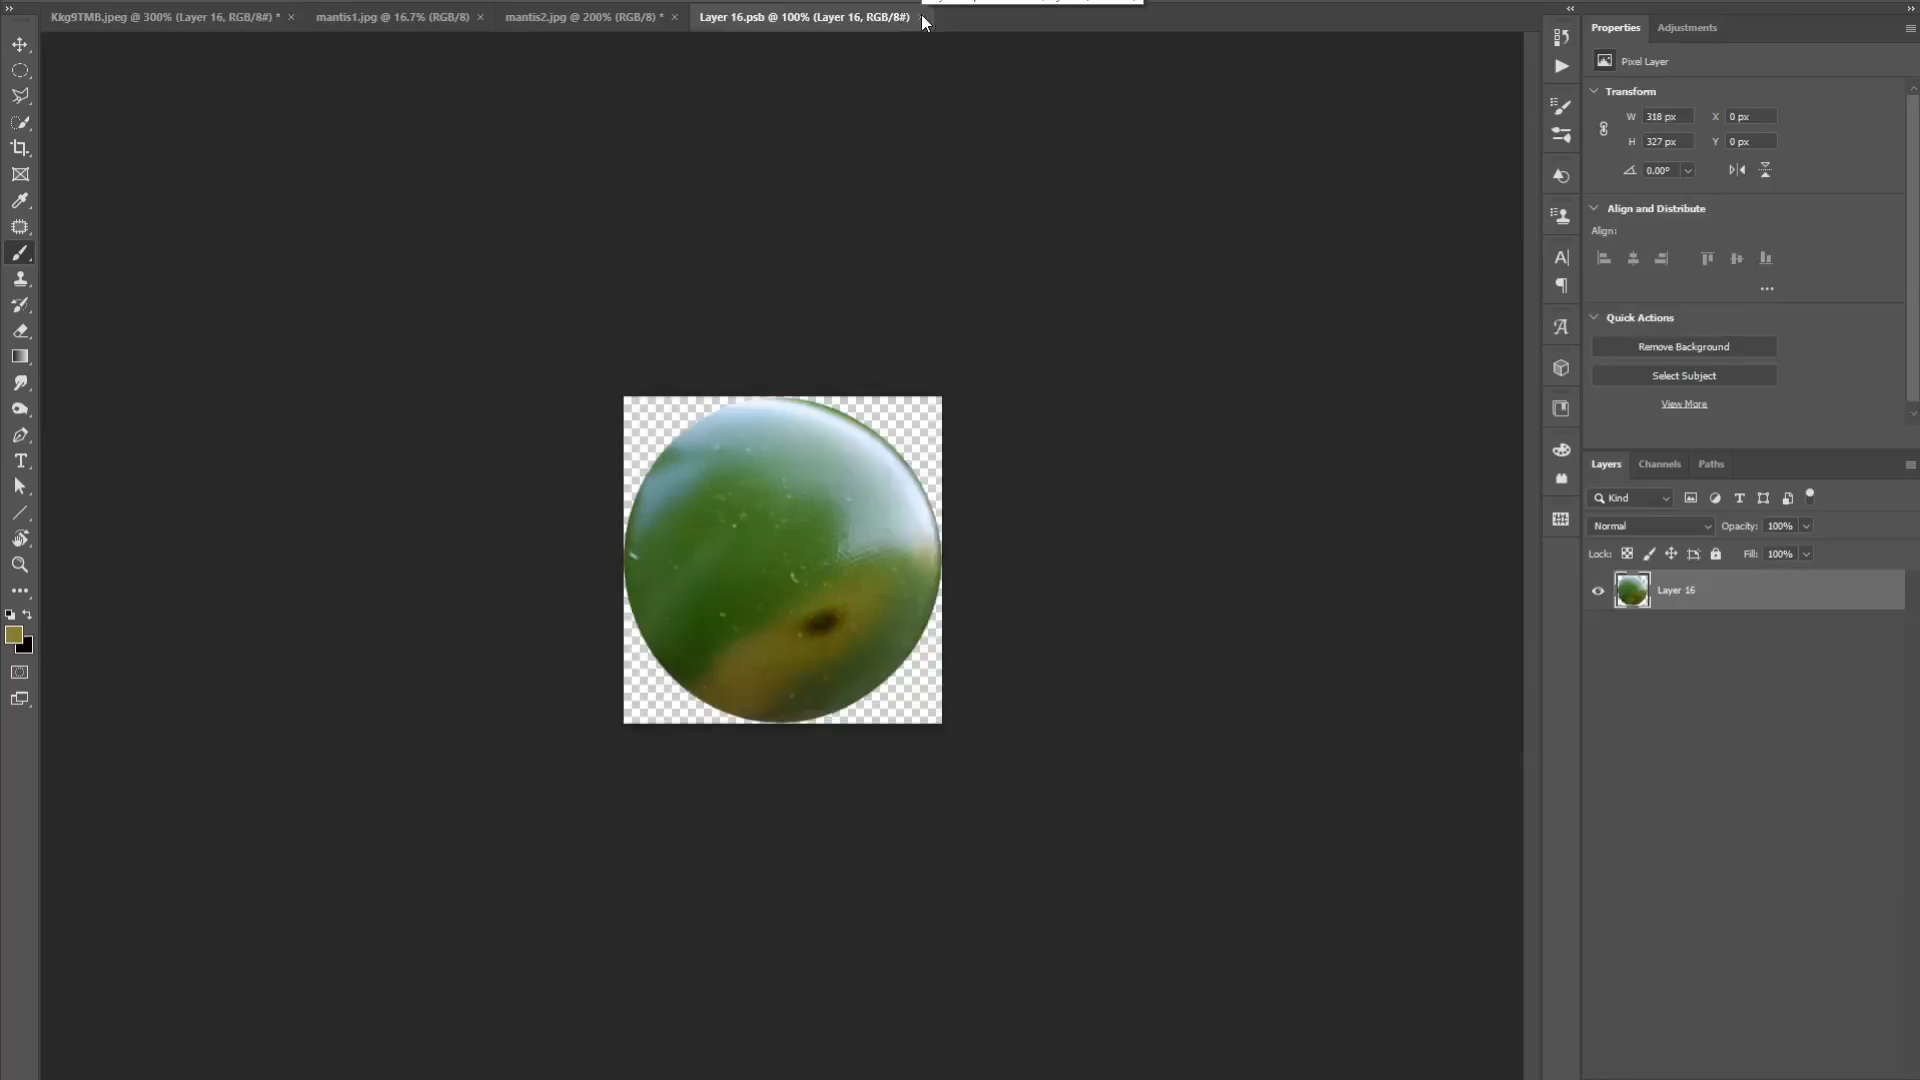 Kkg9TMB.jpeg @ 300% (Layer 16, RGB/8#) *
mantis1.jpg @ 16.7% (RGB/8)
mantis2.jpg @ 200% (RGB/8) *
Layer 16.psb @ 100% (Layer 16, RGB/8#)
Properties
Adjustments
Pixel Layer
Transform
W 318 px X 0 px
H 327 px Y 0 px
0.00°
Align and Distribute
Align:
Quick Actions
Remove Background
Select Subject
View More
Layers
Channels
Paths
Kind
Normal
Opacity: 100%
Lock:
Fill: 100%
Layer 16